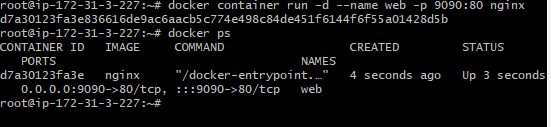 root@ip-172-31-3-227:~# docker container run -d --name web -p 9090:80 nginx
d7a30123fa3e836616de9ac6aacb5c774e498c84de451f6144f6f55a01428d5b
root@ip-172-31-3-227:~# docker ps
CONTAINER ID   IMAGE     COMMAND                  CREATED         STATUS
   PORTS                                   NAMES
d7a30123fa3e   nginx     "/docker-entrypoint.…"   4 seconds ago   Up 3 seconds
   0.0.0.0:9090->80/tcp, :::9090->80/tcp   web
root@ip-172-31-3-227:~#